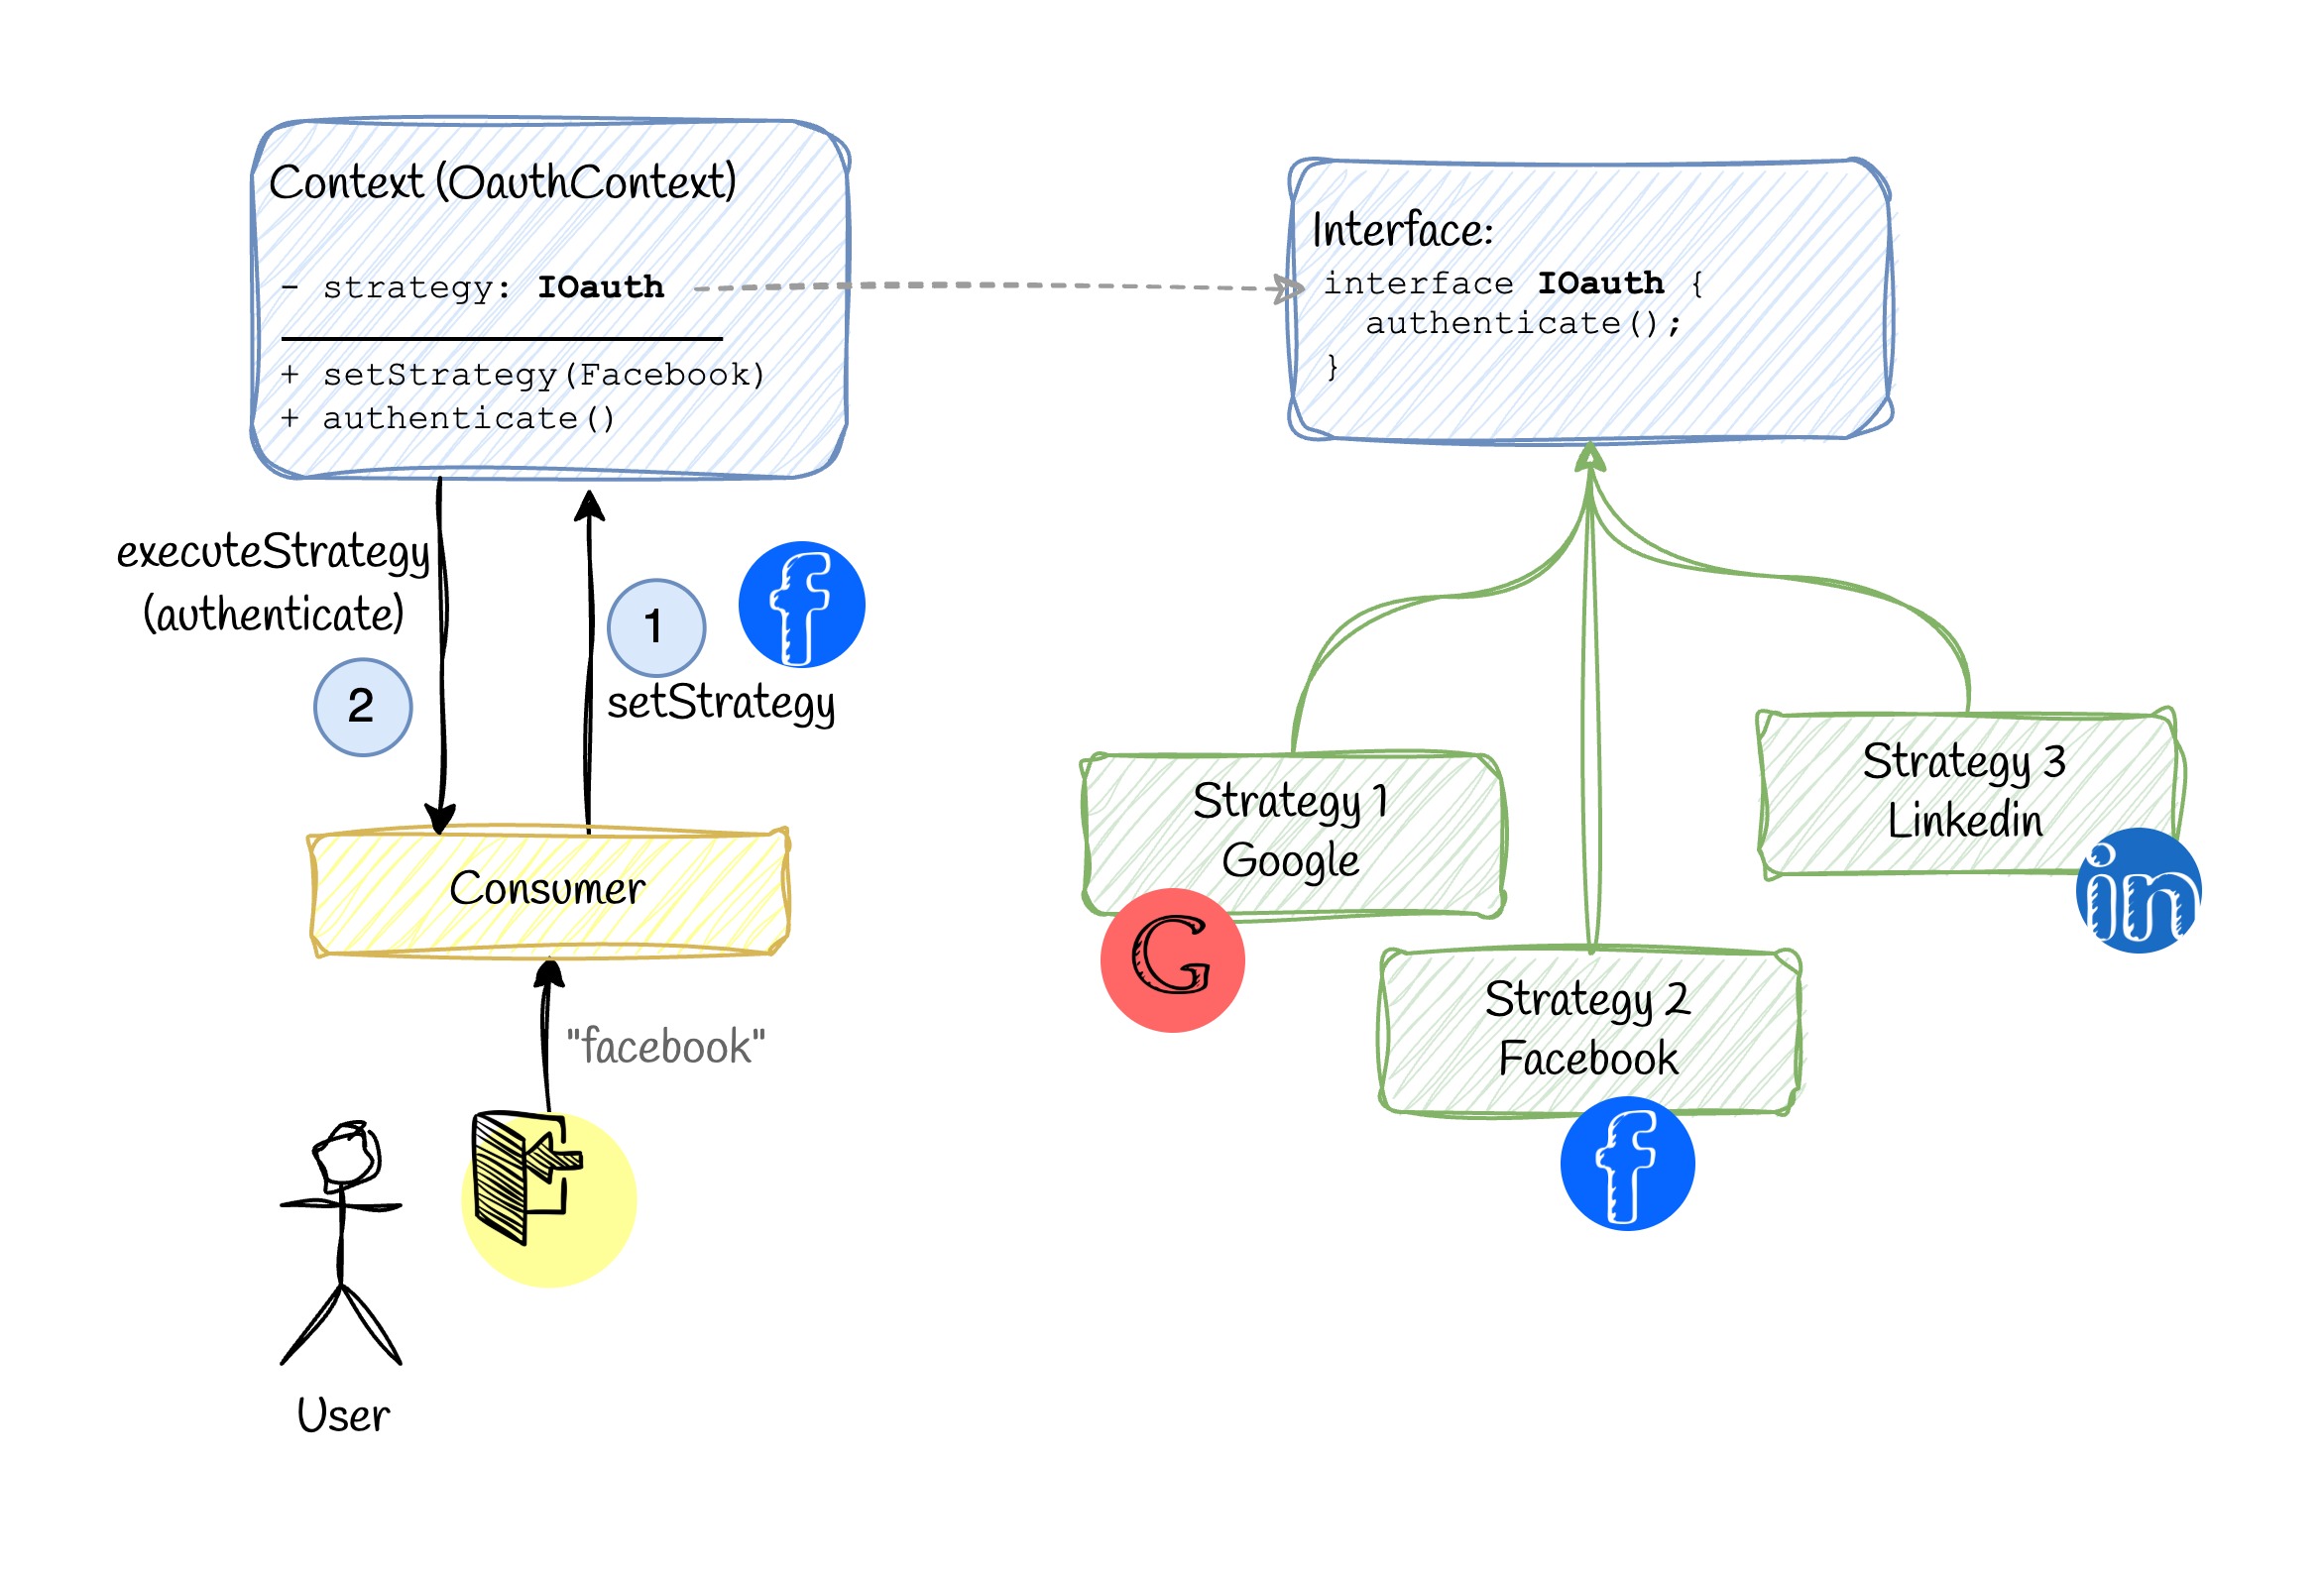 Context (OauthContext)
- strategy: IOauth
+ setStrategy(Facebook)
+ authenticate()
Interface:
interface IOauth {
authenticate();
}
executeStrategy
(authenticate)
2
1
f
setStrategy
Consumer
"facebook"
User
Strategy 1
Google
G
Strategy 2
Facebook
f
Strategy 3
Linkedin
in